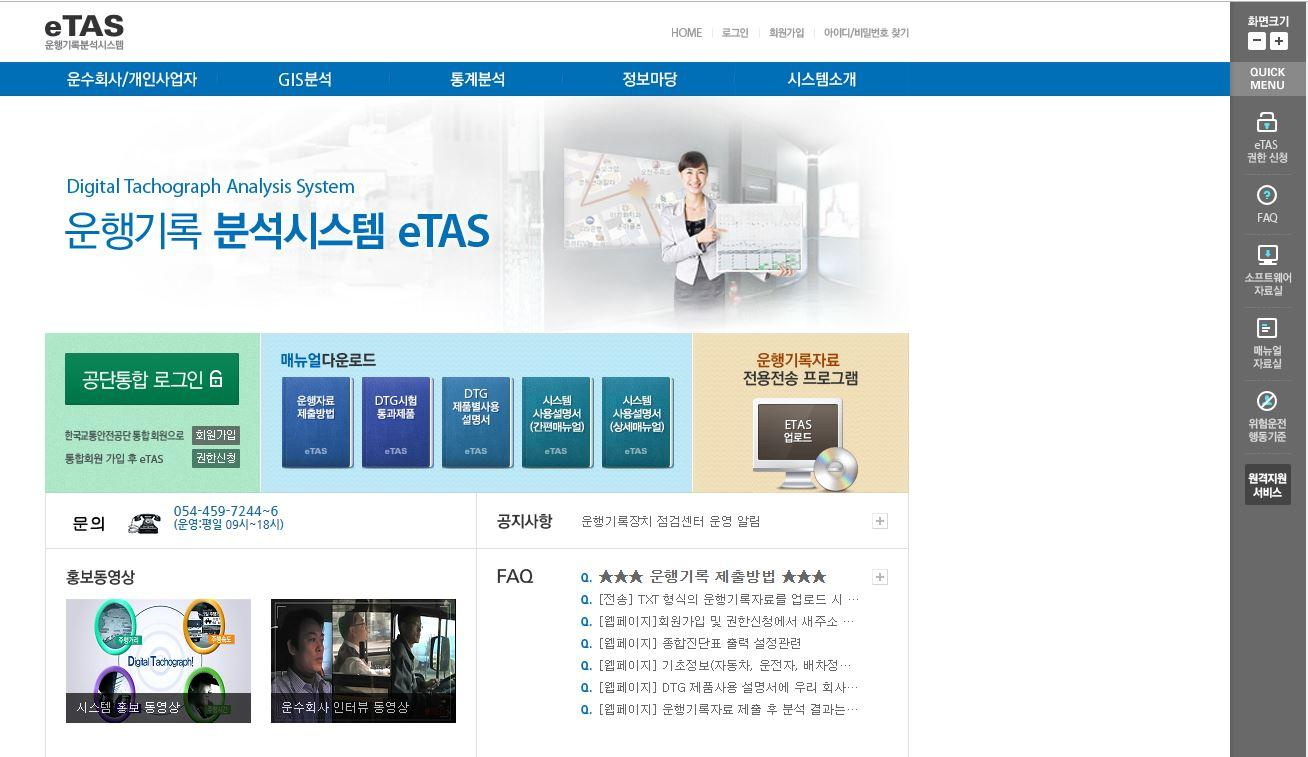 eTAS
운행기록분석시스템
HOME
로그인
회원가입
아이디/비밀번호 찾기
운수회사/개인사업자
GIS분석
통계분석
정보마당
시스템소개
Digital Tachograph Analysis System
운행기록 분석시스템 eTAS
공단통합 로그인
한국교통안전공단 통합 회원으로 회원가입
통합회원 가입 후 eTAS 권한신청
매뉴얼다운로드
운행자료
제출방법
eTAS
DTG시험
통과제품
eTAS
DTG
제품별사용
설명서
eTAS
시스템
사용설명서
(간편매뉴얼)
eTAS
시스템
사용설명서
(상세매뉴얼)
eTAS
운행기록자료
전용전송 프로그램
ETAS
업로드
문의
054-459-7244~6
(운영:평일 09시~18시)
공지사항
운행기록장치 점검센터 운영 알림
홍보동영상
Digital Tachograph!
시스템 홍보 동영상
운수회사 인터뷰 동영상
FAQ
Q. ★★★ 운행기록 제출방법 ★★★
Q. [전송] TXT 형식의 운행기록자료를 업로드 시 …
Q. [웹페이지]회원가입 및 권한신청에서 새주소 …
Q. [웹페이지] 종합진단표 출력 설정관련
Q. [웹페이지] 기초정보(자동차, 운전자, 배차정…
Q. [웹페이지] DTG 제품사용 설명서에 우리 회사…
Q. [웹페이지] 운행기록자료 제출 후 분석 결과는…
화면크기
QUICK
MENU
eTAS
권한 신청
FAQ
소프트웨어
자료실
매뉴얼
자료실
위험운전
행동기준
원격지원
서비스